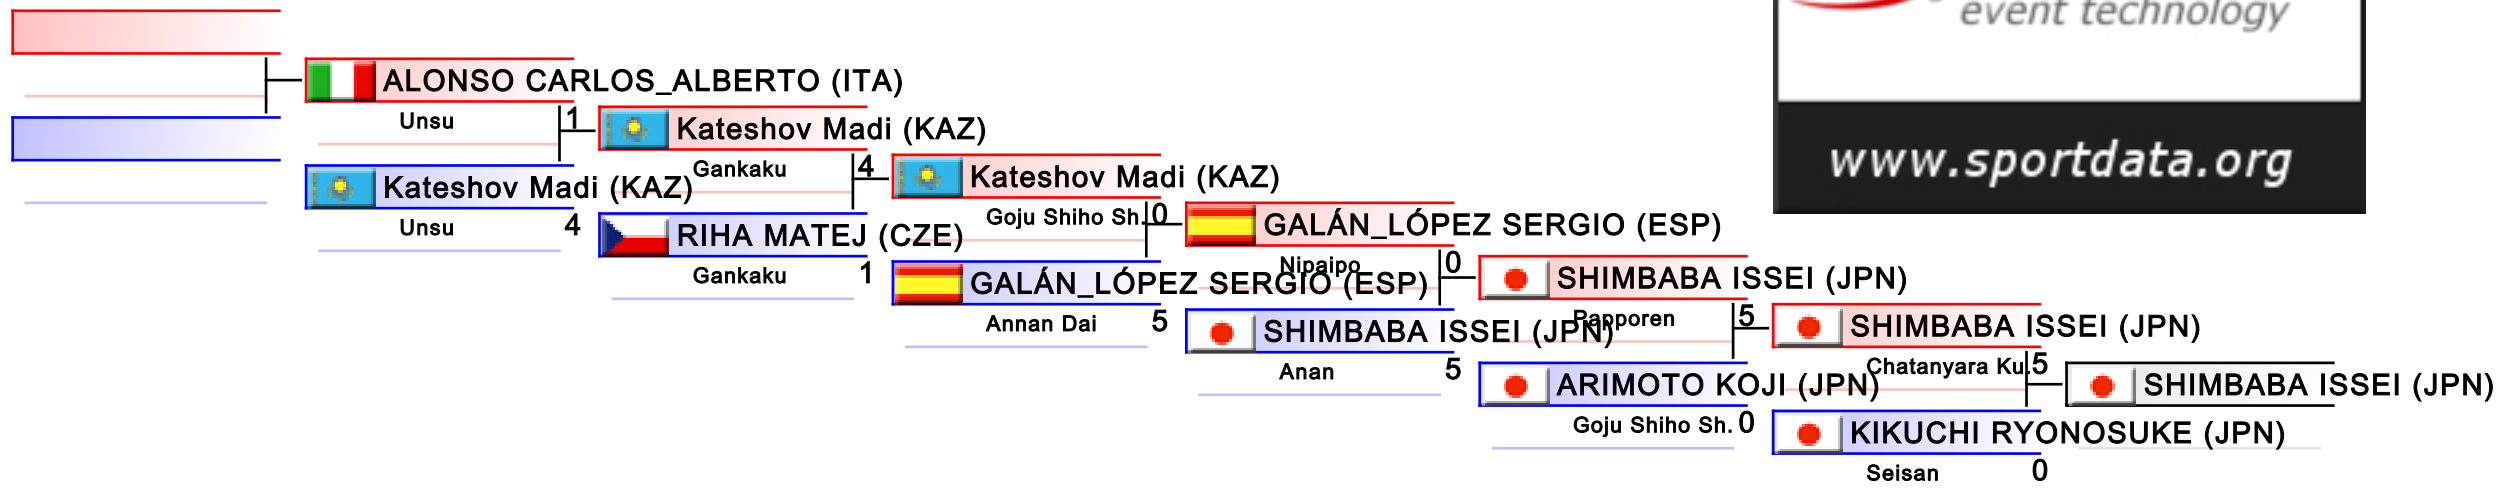 event technology
www.sportdata.org
ALONSO CARLOS_ALBERTO (ITA)
Unsu
1
Kateshov Madi (KAZ)
Unsu
4
Kateshov Madi (KAZ)
Gankaku
4
RIHA MATEJ (CZE)
Gankaku
1
Kateshov Madi (KAZ)
Goju Shiho Sh.
0
GALÁN_LÓPEZ SERGIO (ESP)
Annan Dai
5
GALÁN_LÓPEZ SERGIO (ESP)
Nipaipo
0
SHIMBABA ISSEI (JPN)
Anan
5
SHIMBABA ISSEI (JPN)
Papporen
5
ARIMOTO KOJI (JPN)
Goju Shiho Sh.
0
SHIMBABA ISSEI (JPN)
Chatanyara Ku.
5
KIKUCHI RYONOSUKE (JPN)
Seisan
0
SHIMBABA ISSEI (JPN)